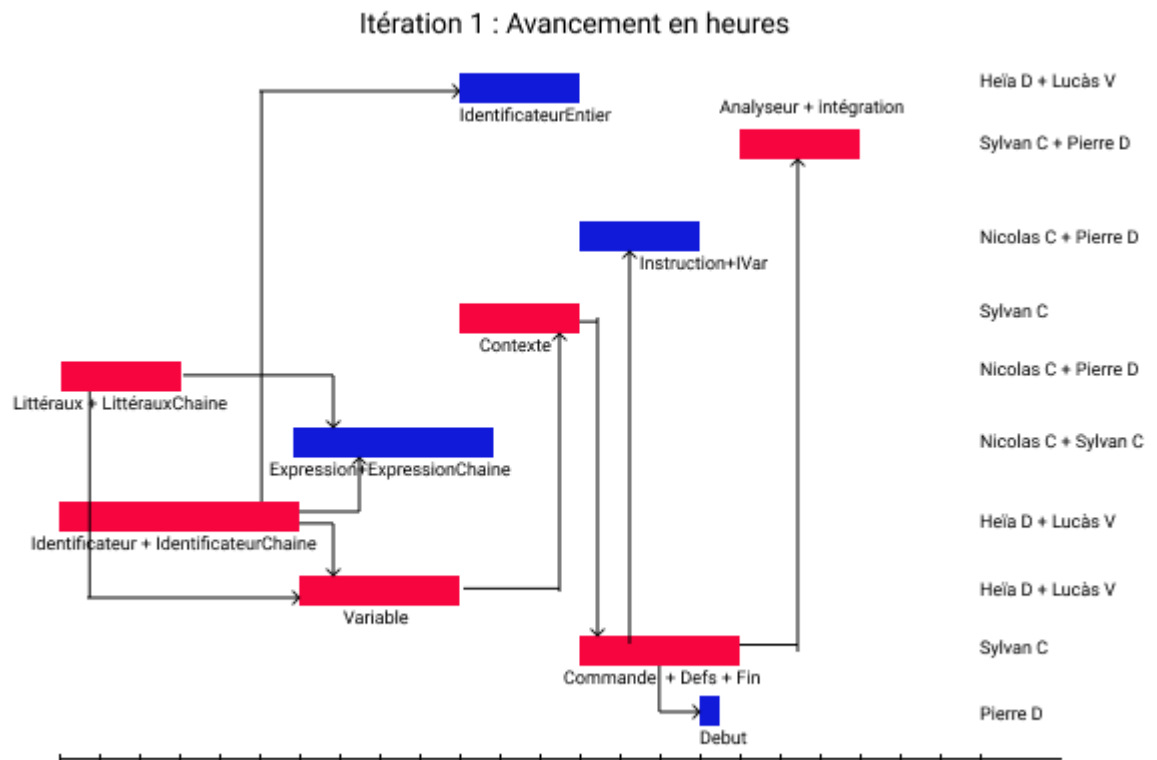 Itération 1 : Avancement en heures
Heïa D + Lucàs V
IdentificateurEntier
Analyseur + intégration
Sylvan C + Pierre D
Nicolas C + Pierre D
Instruction+IVar
Sylvan C
Contexte
Nicolas C + Pierre D
Littéraux + LittérauxChaine
Nicolas C + Sylvan C
Expression+ExpressionChaine
Heïa D + Lucàs V
Identificateur + IdentificateurChaine
Heïa D + Lucàs V
Variable
Sylvan C
Commande + Defs + Fin
Pierre D
Debut